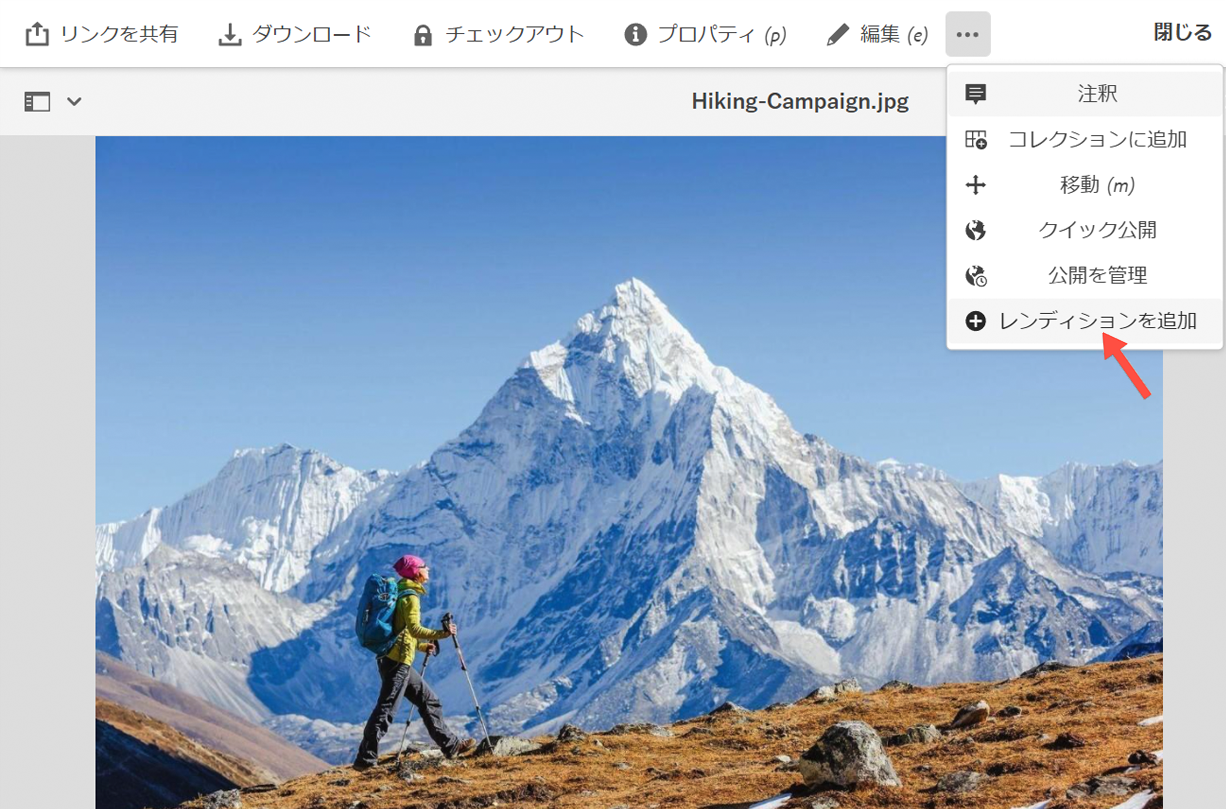 リンクを共有 ダウンロード チェックアウト プロパティ (p) 編集 (e) 閉じる
Hiking-Campaign.jpg
注釈
コレクションに追加
移動 (m)
クイック公開
公開を管理
レンディションを追加